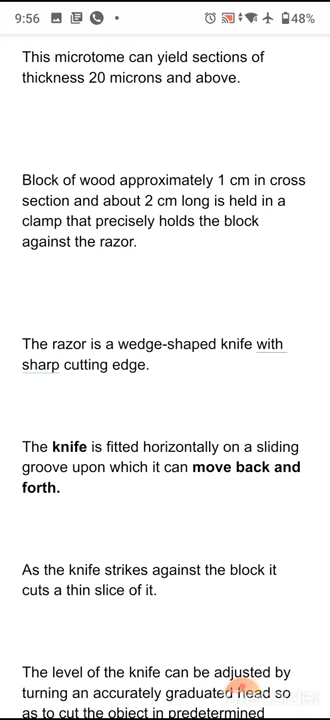 9:56
48%
This microtome can yield sections of
thickness 20 microns and above.
Block of wood approximately 1 cm in cross
section and about 2 cm long is held in a
clamp that precisely holds the block
against the razor.
The razor is a wedge-shaped knife with
sharp cutting edge.
The knife is fitted horizontally on a sliding
groove upon which it can move back and
forth.
As the knife strikes against the block it
cuts a thin slice of it.
The level of the knife can be adjusted by
turning an accurately graduated head so
as to cut the object in predetermined